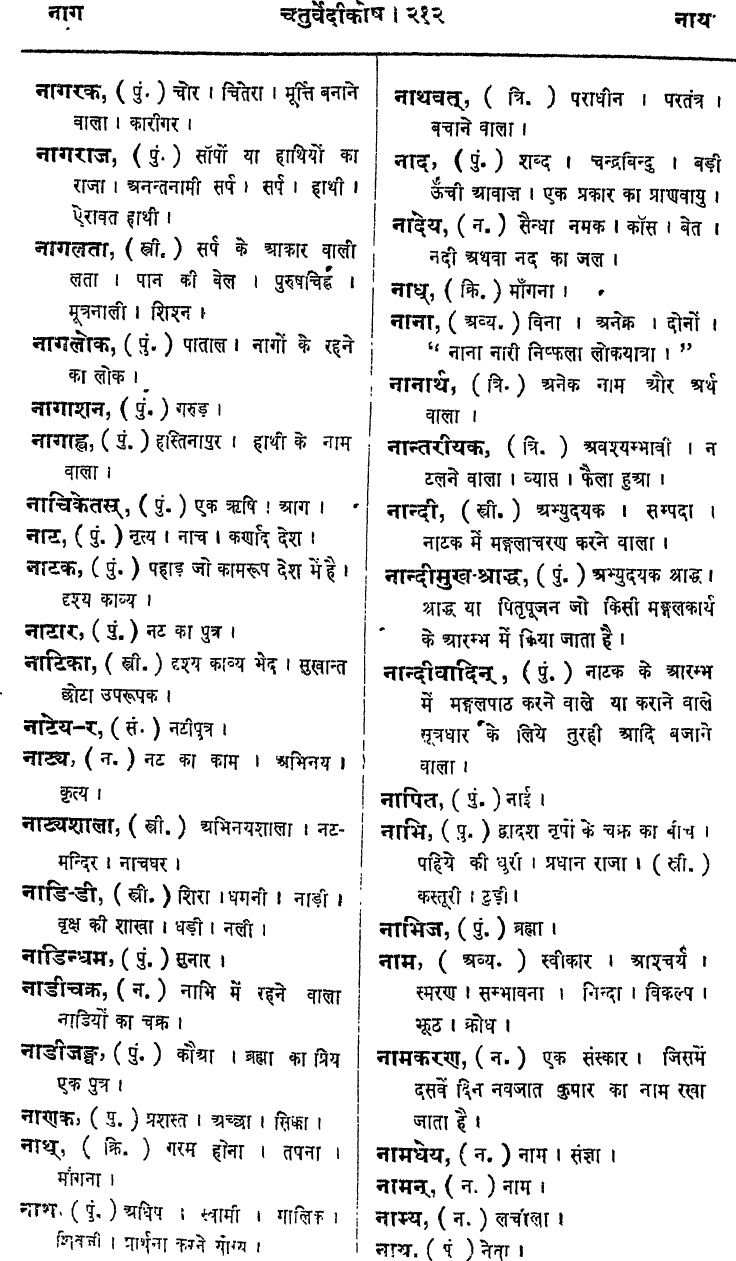 नाग
चतुर्वेदीकोष । २१२
नाय
नागरक, ( पुं. ) चोर । चितेरा । मूर्त्ति बनाने
वाला । कारीगर ।
नागराज, ( पुं. ) साँपों या हाथियों का
राजा । अनन्तनामी सर्प । सर्प । हाथी ।
ऐरावत हाथी ।
नागलता, ( स्त्री. ) सर्प के आकार वाली
लता । पान की बेल । पुरुषचिह्न ।
मूत्रनाली । शिश्न ।
नागलोक, ( पुं. ) पाताल । नागों के रहने
का लोक ।
नागाशन, ( पुं. ) गरुड़ ।
नागाह्व, ( पुं. ) हस्तिनापुर । हाथी के नाम
वाला ।
नाचिकेतस्, ( पुं. ) एक ऋषि । आग ।
नाट, ( पुं. ) नृत्य । नाच । कर्णाद देश ।
नाटक, ( पुं. ) पहाड़ जो कामरूप देश में है ।
दृश्य काव्य ।
नाटार, ( पुं. ) नट का पुत्र ।
नाटिका, ( स्त्री. ) दृश्य काव्य भेद । सुखान्त
छोटा उपरूपक ।
नाटेय-र, ( सं. ) नटीपुत्र ।
नाट्य, ( न. ) नट का काम । अभिनय ।
कृत्य ।
नाट्यशाला, ( स्त्री. ) अभिनयशाला । नट-
मन्दिर । नाचघर ।
नाडि-डी, ( स्त्री. ) शिरा । धमनी । नाड़ी ।
वृक्ष की शाखा । घड़ी । नली ।
नाडिन्धम, ( पुं. ) सुनार ।
नाडीचक्र, ( न. ) नाभि में रहने वाला
नाडियों का चक्र ।
नाडीजङ्घ, ( पुं. ) कौआ । ब्रह्मा का प्रिय
एक पुत्र ।
नाणक, ( पु. ) प्रशस्त । अच्छा । सिक्का ।
नाथ्, ( क्रि. ) गरम होना । तपना ।
माँगना ।
नाथ, ( पुं. ) अधिप । स्वामी । मालिक ।
शिवजी । प्रार्थना करने योग्य ।
नाथवत्, ( त्रि. ) पराधीन । परतंत्र ।
बचाने वाला ।
नाद, ( पुं. ) शब्द । चन्द्रबिन्दु । बड़ी
ऊँची आवाज । एक प्रकार का प्राणवायु ।
नादेय, ( न. ) सैन्धा नमक । काँस । बेत ।
नदी अथवा नद का जल ।
नाध्, ( क्रि. ) माँगना ।
नाना, ( अव्य. ) विना । अनेक । दोनों ।
“ नाना नारी निष्फला लोकयात्रा । ”
नानार्थ, ( त्रि. ) अनेक नाम और अर्थ
वाला ।
नान्तरीयक, ( त्रि. ) अवश्यम्भावी । न
टलने वाला । व्याप्त । फैला हुआ ।
नान्दी, ( स्त्री. ) अभ्युदयक । सम्पदा ।
नाटक में मङ्गलाचरण करने वाला ।
नान्दीमुख-श्राद्ध, ( पुं. ) अभ्युदयक श्राद्ध ।
श्राद्ध या पितृपूजन जो किसी मङ्गलकार्य
के आरम्भ में किया जाता है ।
नान्दीवादिन्, ( पुं. ) नाटक के आरम्भ
में मङ्गलपाठ करने वाले या कराने वाले
सूत्रधार के लिये तुरही आदि बजाने
वाला ।
नापित, ( पुं. ) नाई ।
नाभि, ( पु. ) द्वादश नृपों के चक्र का बीच ।
पहिये की धुरी । प्रधान राजा । ( स्त्री. )
कस्तूरी । टुड़ी ।
नाभिज, ( पुं. ) ब्रह्मा ।
नाम, ( अव्य. ) स्वीकार । आश्चर्य ।
स्मरण । सम्भावना । निन्दा । विकल्प ।
झूठ । क्रोध ।
नामकरण, ( न. ) एक संस्कार । जिसमें
दसवें दिन नवजात कुमार का नाम रखा
जाता है ।
नामधेय, ( न. ) नाम । संज्ञा ।
नामन्, ( न. ) नाम ।
नाम्य, ( न. ) लचीला ।
नाय, ( पुं ) नेता ।